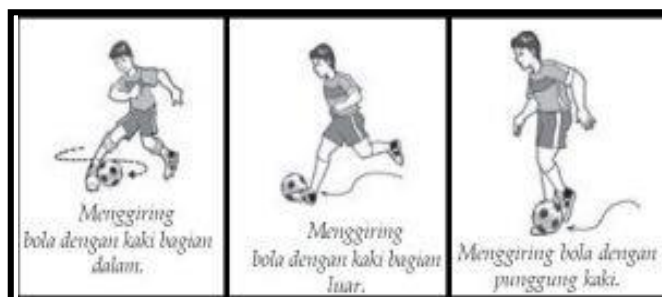 Menggiring
bola dengan kaki bagian
dalam.
Menggiring
bola dengan kaki bagian
luar.
Menggiring bola dengan
punggung kaki.